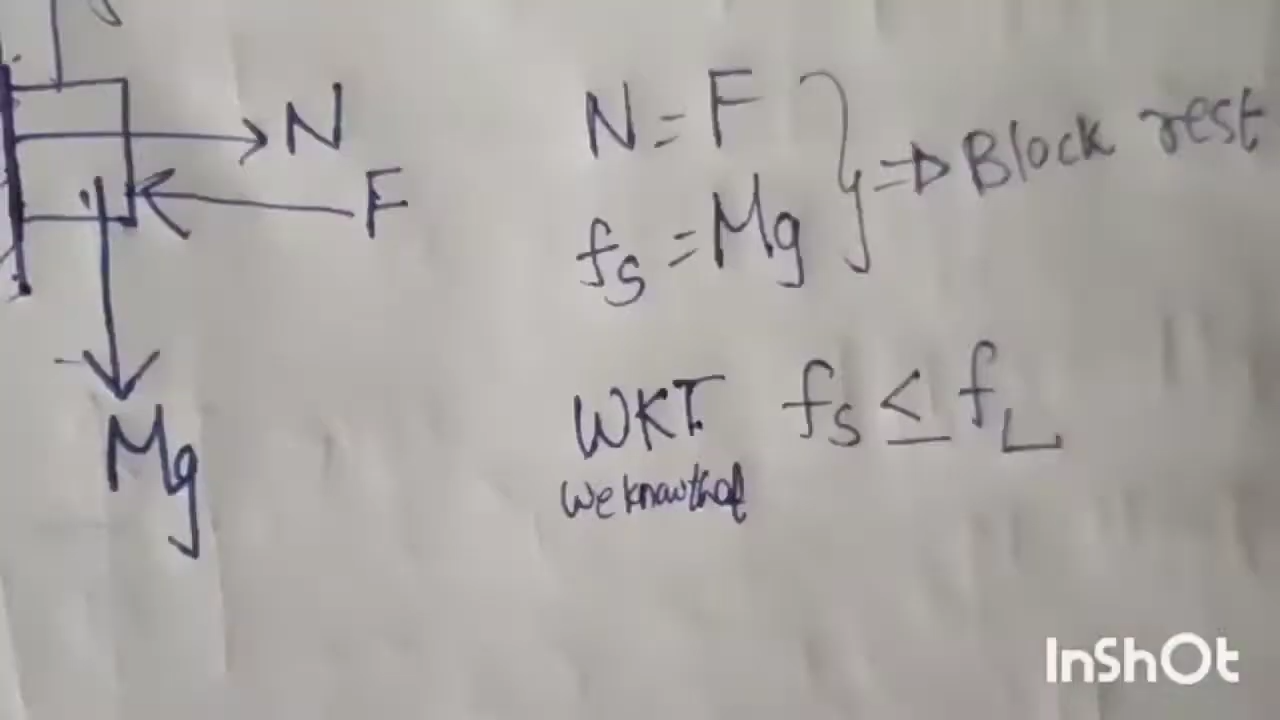 N
F
Mg
N = F
fs = Mg
⇒ Block rest
WKT fs ≤ fL
we know that
InShOt